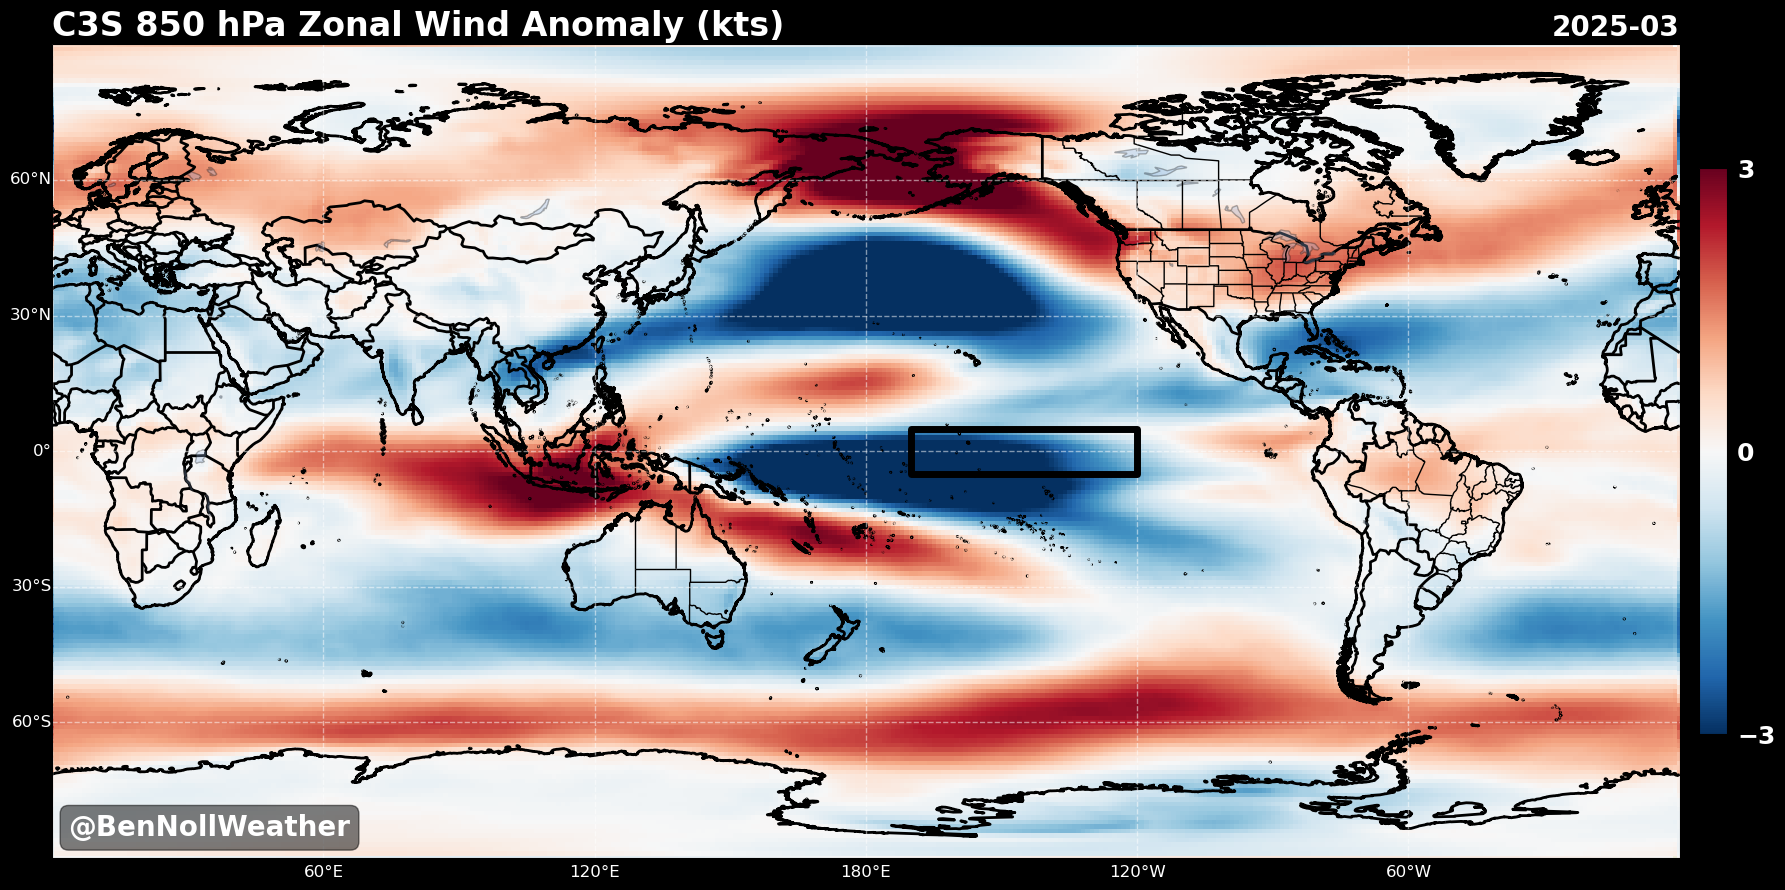 C3S 850 hPa Zonal Wind Anomaly (kts)
2025-03
60°N
30°N
0°
30°S
60°S
60°E
120°E
180°E
120°W
60°W
3
0
−3
@BenNollWeather